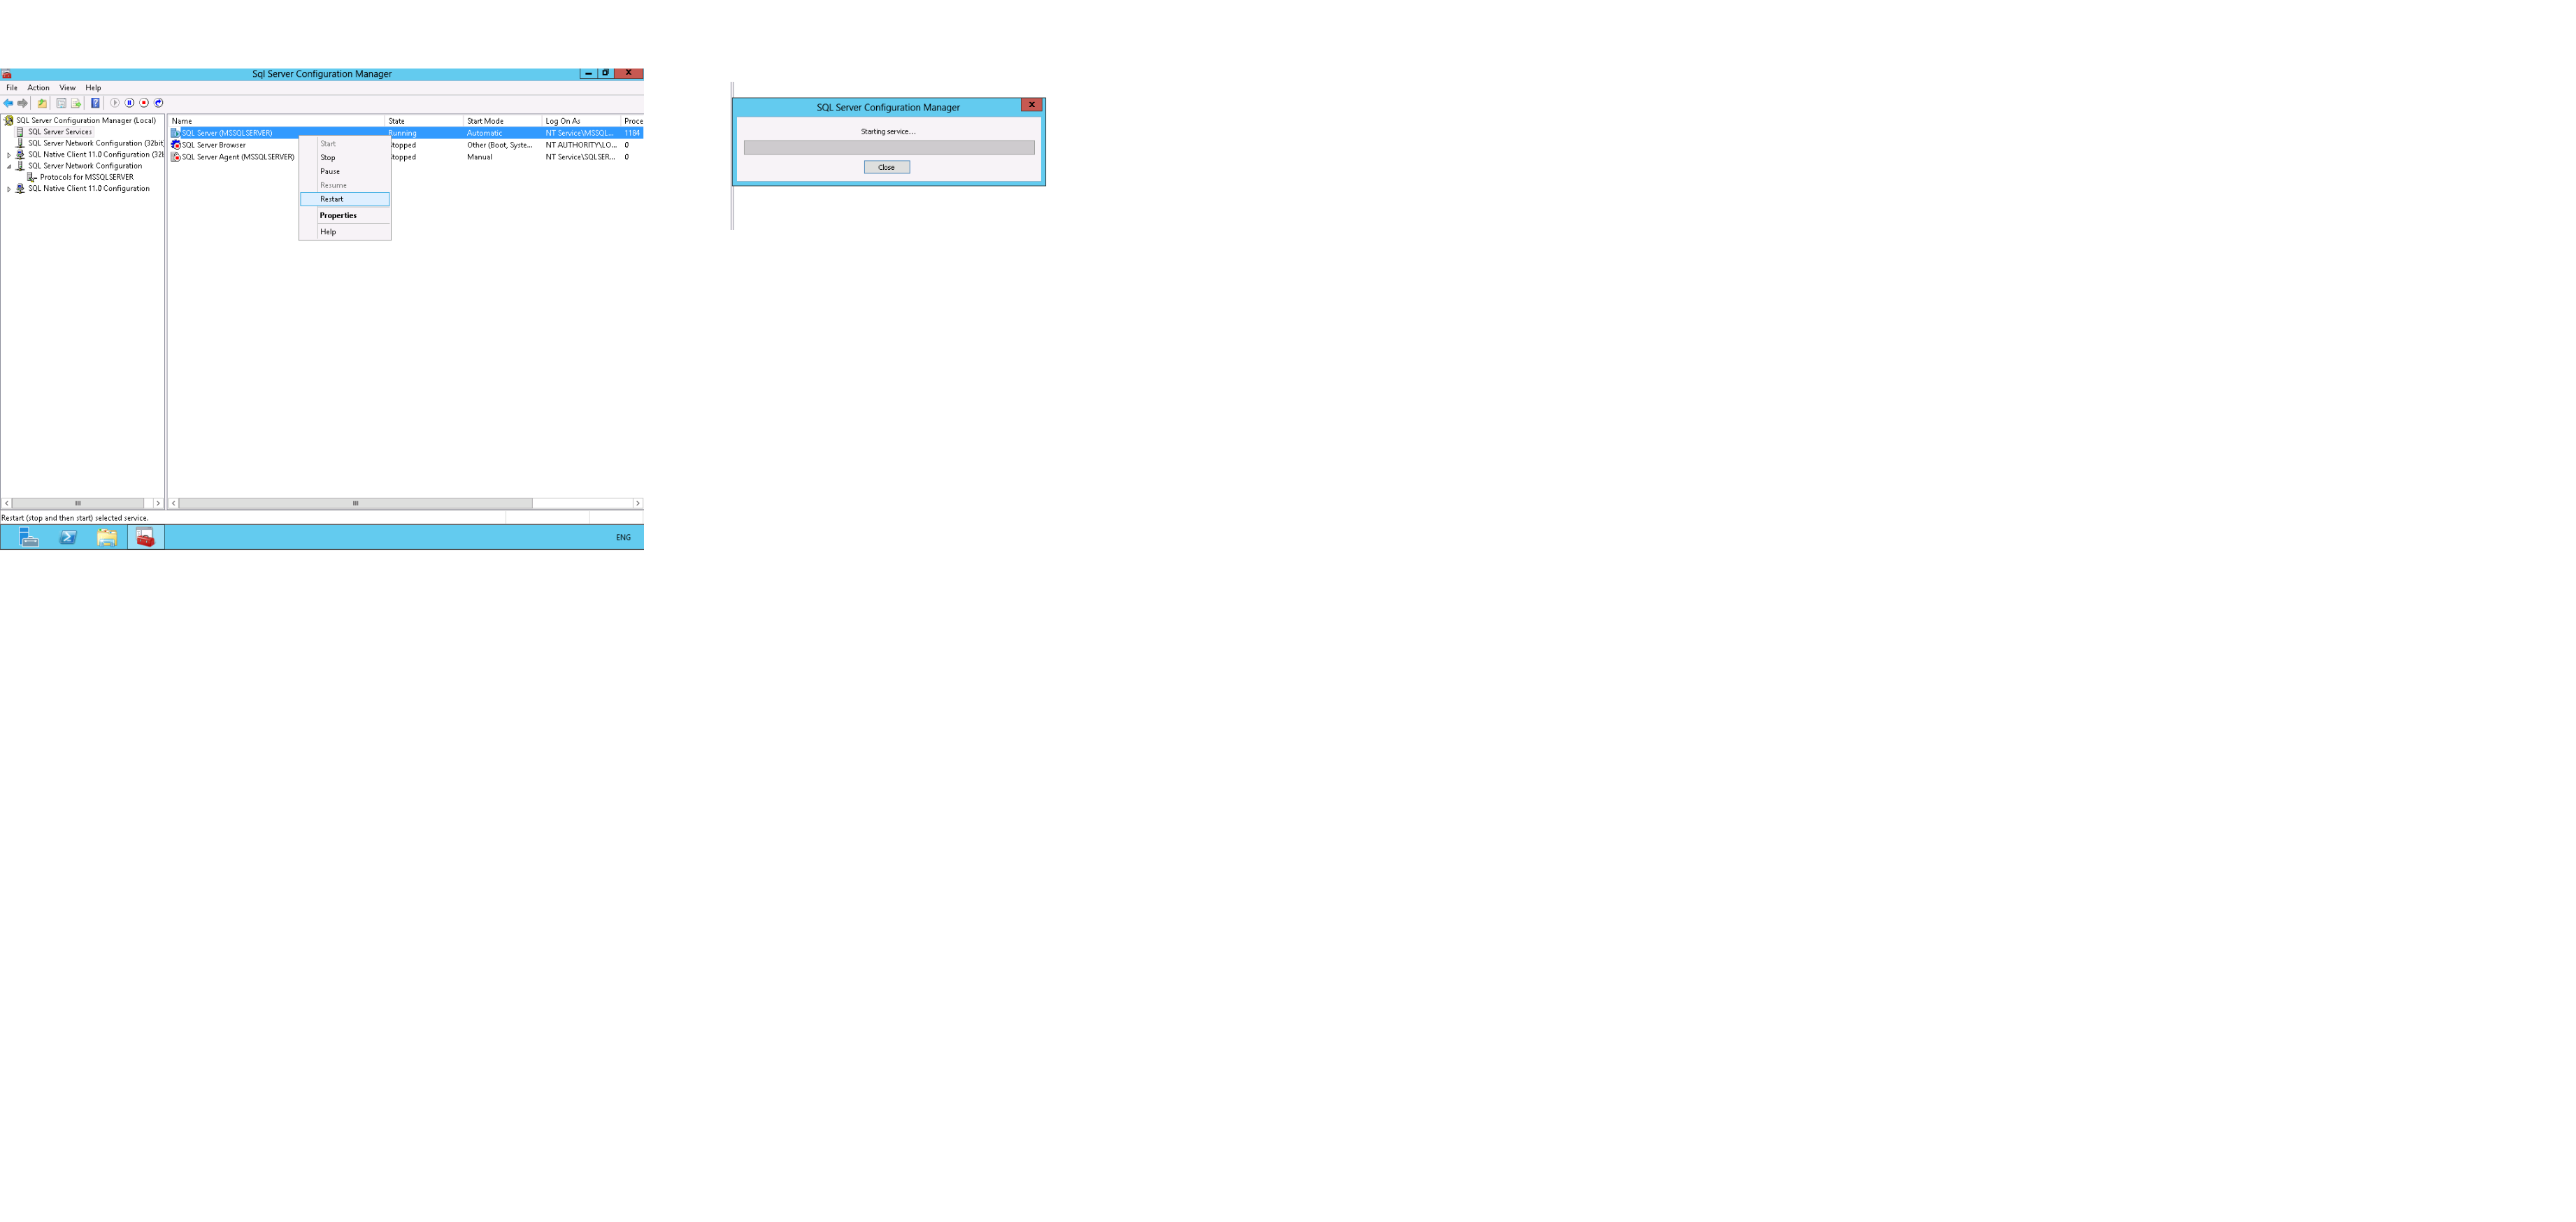 Sql Server Configuration Manager
File Action View Help
SQL Server Configuration Manager (Local)
SQL Server Services
SQL Server Network Configuration (32bit
SQL Native Client 11.0 Configuration (32b
SQL Server Network Configuration
Protocols for MSSQLSERVER
SQL Native Client 11.0 Configuration
Name State Start Mode Log On As Proce
SQL Server (MSSQLSERVER) Running Automatic NT Service\MSSQL... 1184
SQL Server Browser Stopped Other (Boot, Syste... NT AUTHORITY\LO... 0
SQL Server Agent (MSSQLSERVER) Stopped Manual NT Service\SQLSER... 0
Start
Stop
Pause
Resume
Restart
Properties
Help
Restart (stop and then start) selected service.
ENG
SQL Server Configuration Manager
Starting service...
Close